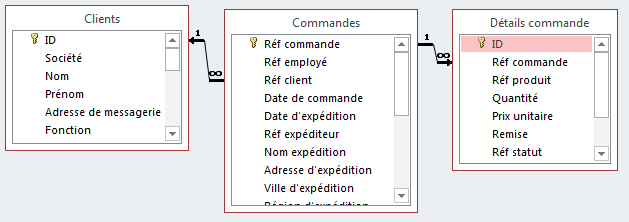 Clients
ID
Société
Nom
Prénom
Adresse de messagerie
Fonction
1
∞
Commandes
Réf commande
Réf employé
Réf client
Date de commande
Date d'expédition
Réf expéditeur
Nom expédition
Adresse d'expédition
Ville d'expédition
Région d'expédition
1
∞
Détails commande
ID
Réf commande
Réf produit
Quantité
Prix unitaire
Remise
Réf statut